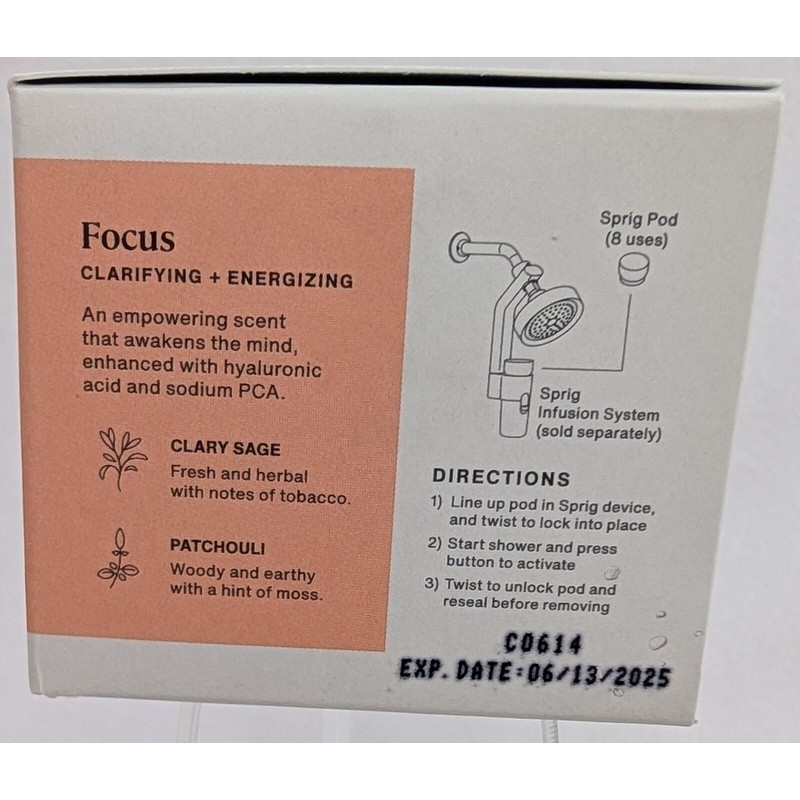 Focus
CLARIFYING + ENERGIZING
An empowering scent
that awakens the mind,
enhanced with hyaluronic
acid and sodium PCA.
CLARY SAGE
Fresh and herbal
with notes of tobacco.
PATCHOULI
Woody and earthy
with a hint of moss.
Sprig Pod
(8 uses)
Sprig
Infusion System
(sold separately)
DIRECTIONS
1) Line up pod in Sprig device,
and twist to lock into place
2) Start shower and press
button to activate
3) Twist to unlock pod and
reseal before removing
C0614
EXP. DATE:06/13/2025